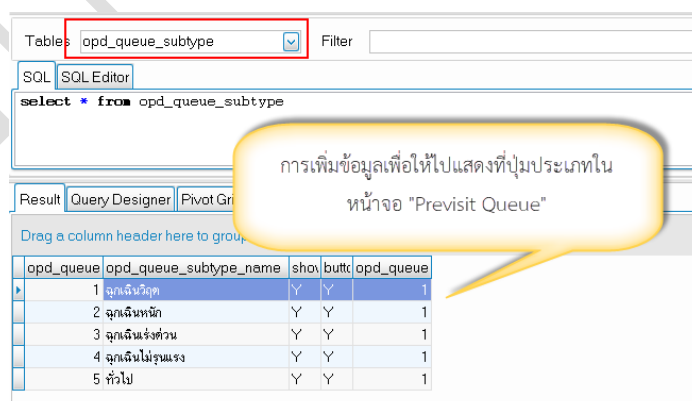 Tables opd_queue_subtype Filter
SQL SQL Editor
select * from opd_queue_subtype
การเพิ่มข้อมูลเพื่อให้ไปแสดงที่ปุ่มประเภทใน
หน้าจอ "Previsit Queue"
Result Query Designer Pivot Gri
Drag a column header here to group
opd_queue opd_queue_subtype_name shov buttc opd_queue
1 ฉุกเฉินวิฤต Y Y 1
2 ฉุกเฉินหนัก Y Y 1
3 ฉุกเฉินเร่งด่วน Y Y 1
4 ฉุกเฉินไม่รุนแรง Y Y 1
5 ทั่วไป Y Y 1